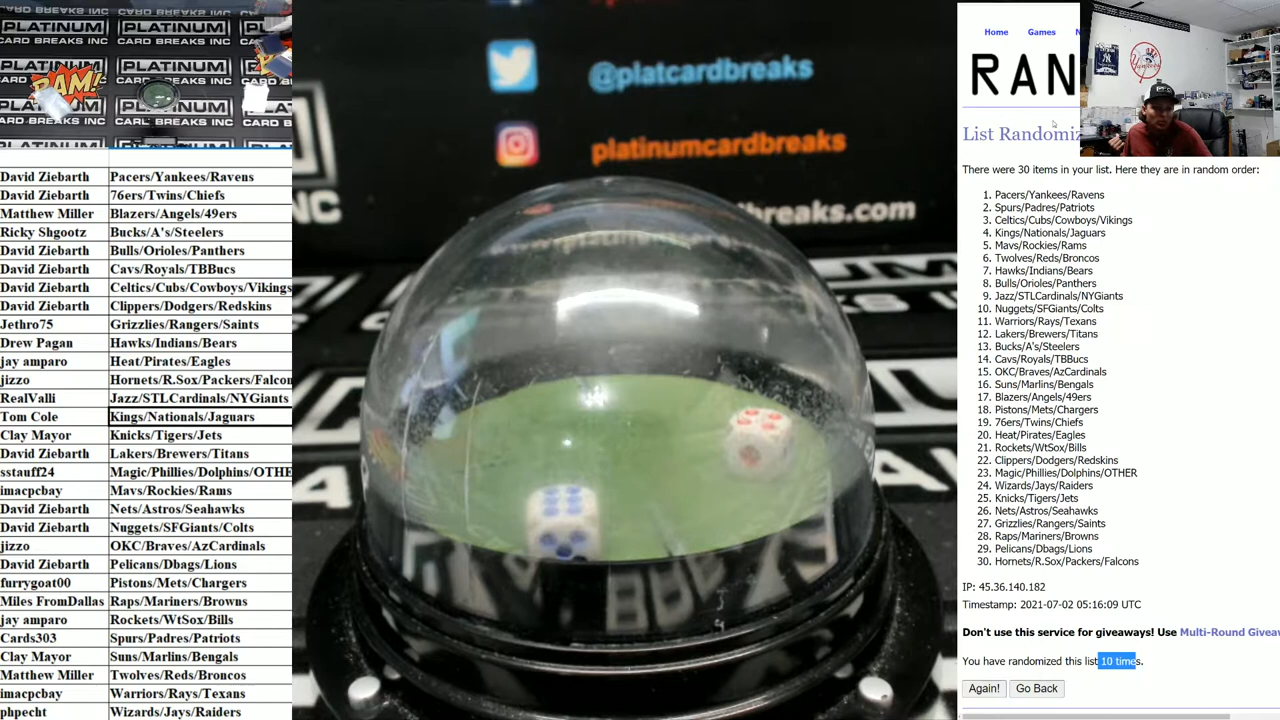 PLATINUM PLATINUM
CARD BREAKS INC CARD BREAKS INC
BAM!
David Ziebarth Pacers/Yankees/Ravens
David Ziebarth 76ers/Twins/Chiefs
Matthew Miller Blazers/Angels/49ers
Ricky Shgootz Bucks/A's/Steelers
David Ziebarth Bulls/Orioles/Panthers
David Ziebarth Cavs/Royals/TBBucs
David Ziebarth Celtics/Cubs/Cowboys/Vikings
David Ziebarth Clippers/Dodgers/Redskins
Jethro75 Grizzlies/Rangers/Saints
Drew Pagan Hawks/Indians/Bears
jay amparo Heat/Pirates/Eagles
jizzo Hornets/R.Sox/Packers/Falcon
RealValli Jazz/STLCardinals/NYGiants
Tom Cole Kings/Nationals/Jaguars
Clay Mayor Knicks/Tigers/Jets
David Ziebarth Lakers/Brewers/Titans
sstauff24 Magic/Phillies/Dolphins/OTHE
imacpcbay Mavs/Rockies/Rams
David Ziebarth Nets/Astros/Seahawks
David Ziebarth Nuggets/SFGiants/Colts
jizzo OKC/Braves/AzCardinals
David Ziebarth Pelicans/Dbags/Lions
furrygoat00 Pistons/Mets/Chargers
Miles FromDallas Raps/Mariners/Browns
jay amparo Rockets/WtSox/Bills
Cards303 Spurs/Padres/Patriots
Clay Mayor Suns/Marlins/Bengals
Matthew Miller Twolves/Reds/Broncos
imacpcbay Warriors/Rays/Texans
phpecht Wizards/Jays/Raiders
@platcardbreaks
platinumcardbreaks
breaks.com
NC
Home Games N
RAN
List Randomiz
There were 30 items in your list. Here they are in random order:
1. Pacers/Yankees/Ravens
2. Spurs/Padres/Patriots
3. Celtics/Cubs/Cowboys/Vikings
4. Kings/Nationals/Jaguars
5. Mavs/Rockies/Rams
6. Twolves/Reds/Broncos
7. Hawks/Indians/Bears
8. Bulls/Orioles/Panthers
9. Jazz/STLCardinals/NYGiants
10. Nuggets/SFGiants/Colts
11. Warriors/Rays/Texans
12. Lakers/Brewers/Titans
13. Bucks/A's/Steelers
14. Cavs/Royals/TBBucs
15. OKC/Braves/AzCardinals
16. Suns/Marlins/Bengals
17. Blazers/Angels/49ers
18. Pistons/Mets/Chargers
19. 76ers/Twins/Chiefs
20. Heat/Pirates/Eagles
21. Rockets/WtSox/Bills
22. Clippers/Dodgers/Redskins
23. Magic/Phillies/Dolphins/OTHER
24. Wizards/Jays/Raiders
25. Knicks/Tigers/Jets
26. Nets/Astros/Seahawks
27. Grizzlies/Rangers/Saints
28. Raps/Mariners/Browns
29. Pelicans/Dbags/Lions
30. Hornets/R.Sox/Packers/Falcons
IP: 45.36.140.182
Timestamp: 2021-07-02 05:16:09 UTC
Don't use this service for giveaways! Use Multi-Round Givea
You have randomized this list 10 times.
Again! Go Back